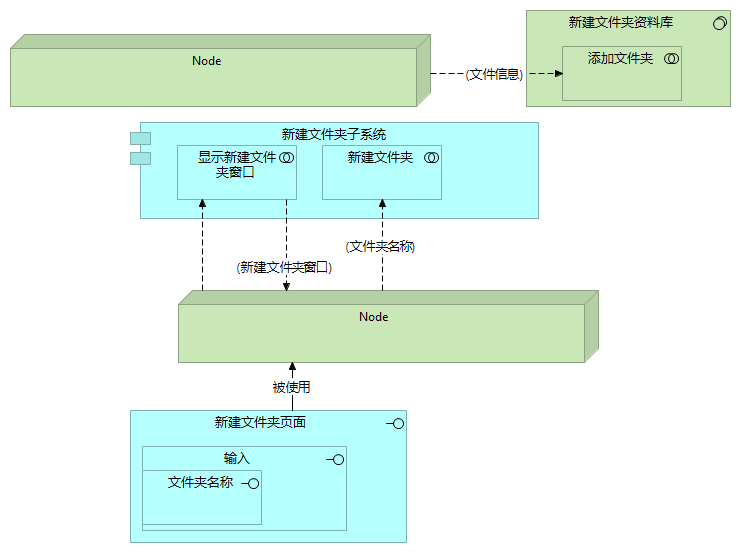 新建文件夹资料库
Node
添加文件夹
(文件信息)
新建文件夹子系统
显示新建文件
夹窗口
新建文件夹
(文件夹名称)
(新建文件夹窗口)
Node
被使用
新建文件夹页面
输入
文件夹名称